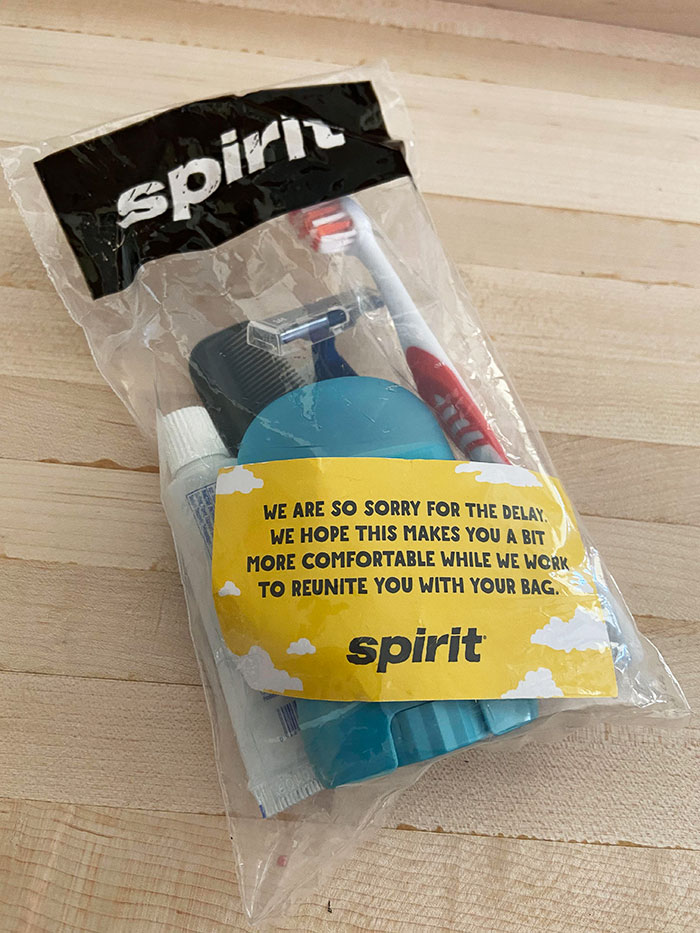 spirit
WE ARE SO SORRY FOR THE DELAY.
WE HOPE THIS MAKES YOU A BIT
MORE COMFORTABLE WHILE WE WORK
TO REUNITE YOU WITH YOUR BAG.
spirit